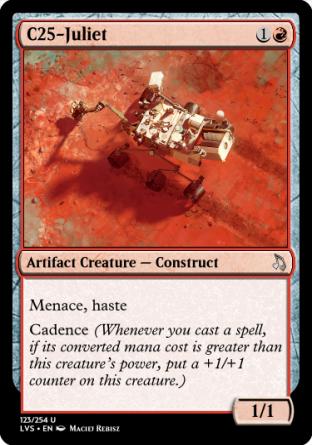 C25-Juliet 1
Artifact Creature — Construct
Menace, haste
Cadence (Whenever you cast a spell,
if its converted mana cost is greater than
this creature's power, put a +1/+1
counter on this creature.)
1/1
123/254 U
LVS • EN Maciej Rebisz